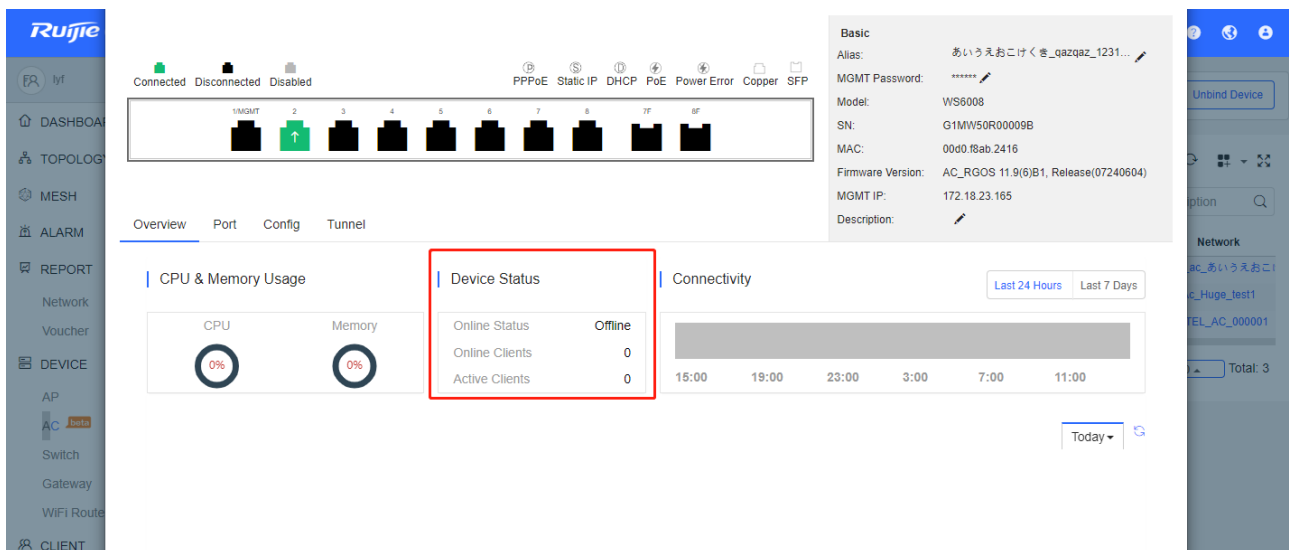 Ruijie
Basic
Alias: あいうえおこけくき_qazqaz_1231...
MGMT Password: ******
Model: WS6008
SN: G1MW50R00009B
MAC: 00d0.f8ab.2416
Firmware Version: AC_RGOS 11.9(6)B1, Release(07240604)
MGMT IP: 172.18.23.165
Description:
Connected Disconnected Disabled
PPPoE Static IP DHCP PoE Power Error Copper SFP
1/MGMT 2 3 4 5 6 7 8 7F 8F
Overview Port Config Tunnel
CPU & Memory Usage
CPU Memory
0% 0%
Device Status
Online Status Offline
Online Clients 0
Active Clients 0
Connectivity
Last 24 Hours Last 7 Days
15:00 19:00 23:00 3:00 7:00 11:00
Today
lyf
DASHBOA
TOPOLOG
MESH
ALARM
REPORT
Network
Voucher
DEVICE
AP
AC beta
Switch
Gateway
WiFi Route
CLIENT
Unbind Device
ption
Network
_ac_あいうえおこけ
c_Huge_test1
TEL_AC_000001
Total: 3